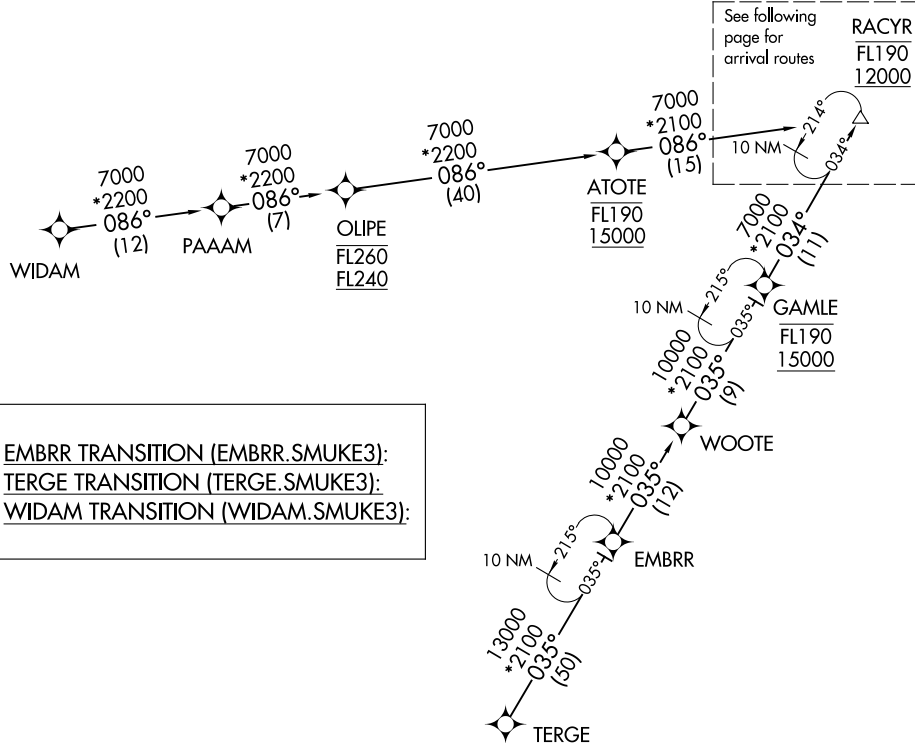 See following
page for
arrival routes
RACYR
FL190
12000
214°
10 NM
034°
7000
*2200
086°
(12)
7000
*2200
086°
(7)
7000
*2200
086°
(40)
7000
*2100
086°
(15)
WIDAM
PAAAM
OLIPE
FL260
FL240
ATOTE
FL190
15000
7000
*2100
034°
(11)
215°
10 NM
035°
GAMLE
FL190
15000
10000
*2100
035°
(9)
WOOTE
EMBRR TRANSITION (EMBRR.SMUKE3):
TERGE TRANSITION (TERGE.SMUKE3):
WIDAM TRANSITION (WIDAM.SMUKE3):
10000
*2100
035°
(12)
215°
10 NM
035°
EMBRR
13000
*2100
035°
(50)
TERGE